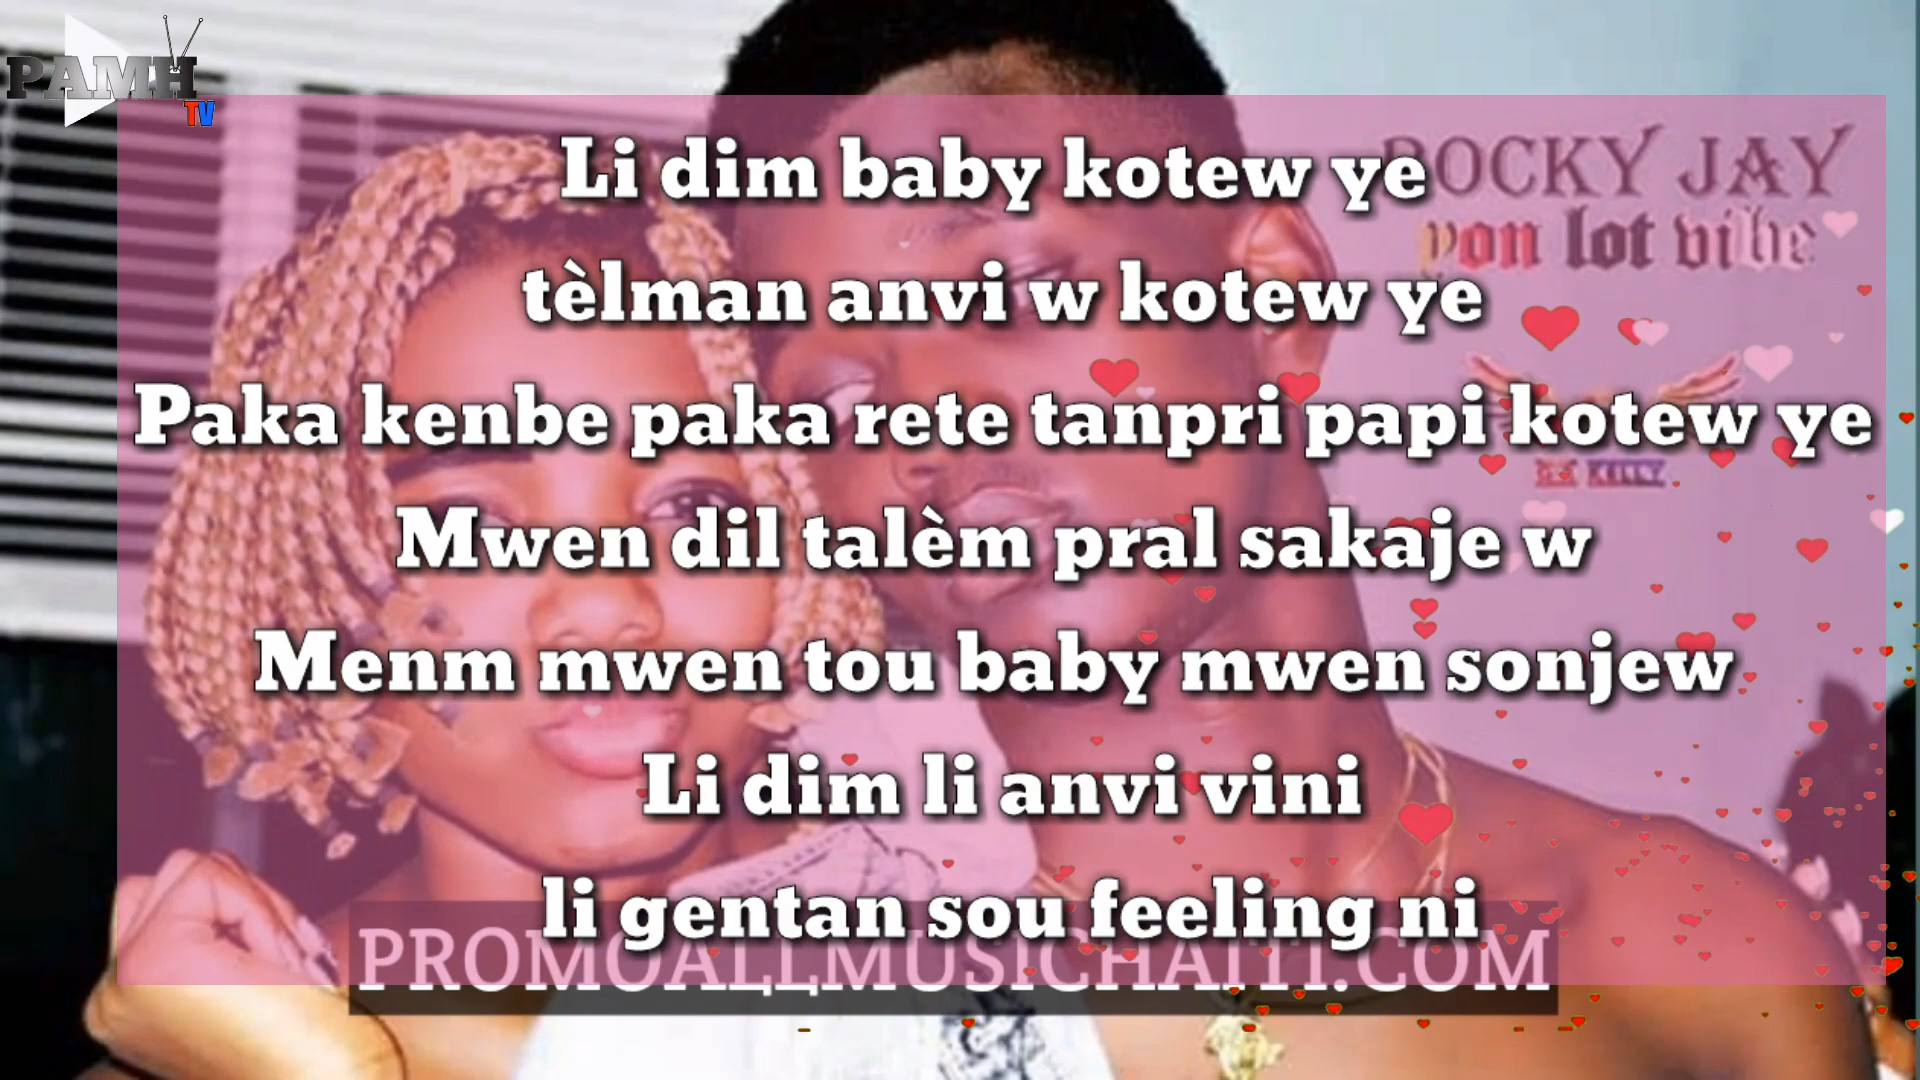 PAMH
TV
ROCKY JAY
yon lot vibe
KELLY
Li dim baby kotew ye
tèlman anvi w kotew ye
Paka kenbe paka rete tanpri papi kotew ye
Mwen dil talèm pral sakaje w
Menm mwen tou baby mwen sonjew
Li dim li anvi vini
li gentan sou feeling ni
PROMOALLMUSICHAITI.COM